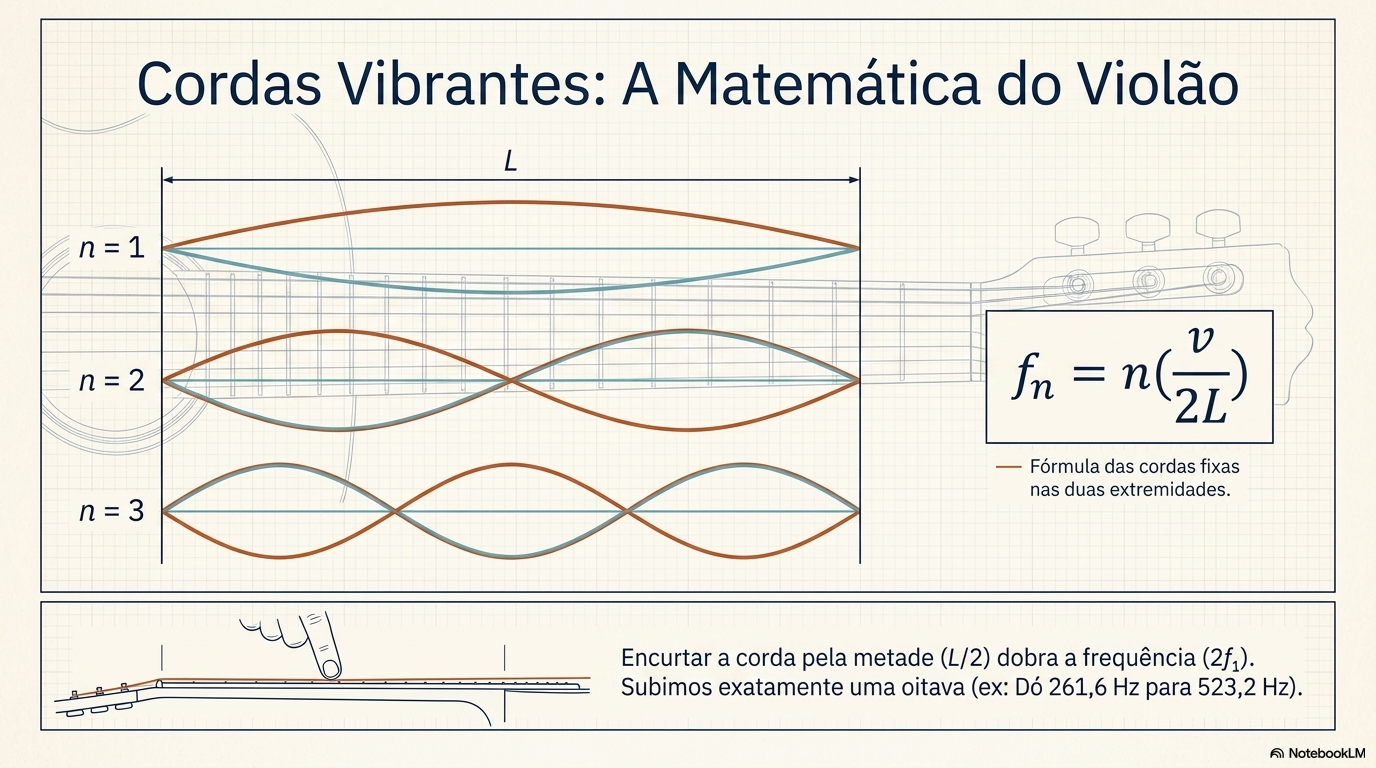 Cordas Vibrantes: A Matemática do Violão
L
n = 1
n = 2
n = 3
fₙ = n(v/2L)
Fórmula das cordas fixas
nas duas extremidades.
Encurtar a corda pela metade (L/2) dobra a frequência (2f₁).
Subimos exatamente uma oitava (ex: Dó 261,6 Hz para 523,2 Hz).
NotebookLM